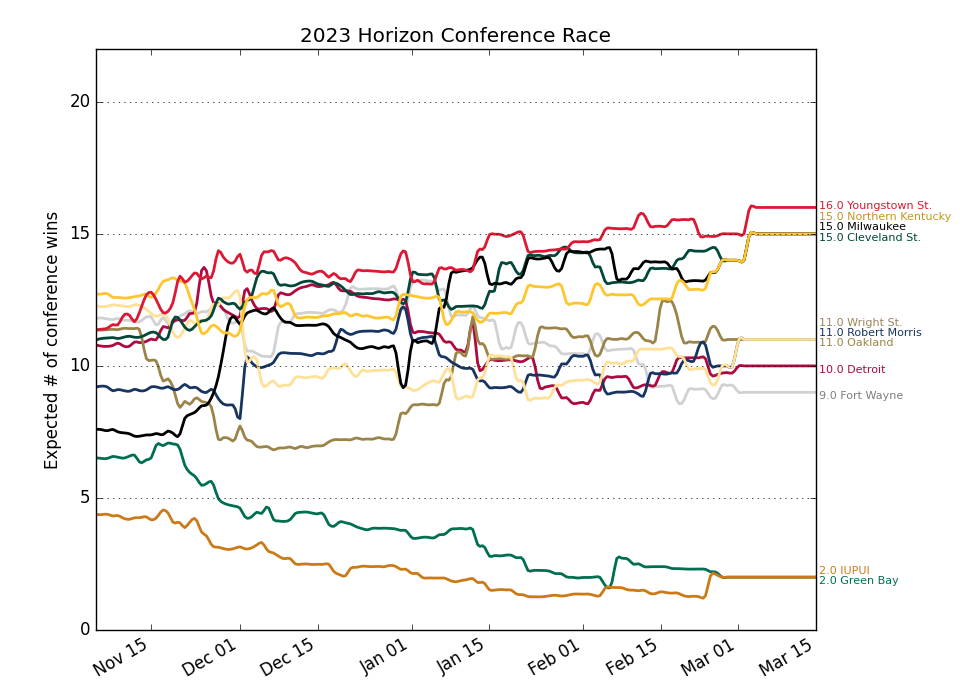 2023 Horizon Conference Race
Expected # of conference wins
20
15
10
5
0
16.0 Youngstown St.
15.0 Northern Kentucky
15.0 Milwaukee
15.0 Cleveland St.
11.0 Wright St.
11.0 Robert Morris
11.0 Oakland
10.0 Detroit
9.0 Fort Wayne
2.0 IUPUI
2.0 Green Bay
Nov 15
Dec 01
Dec 15
Jan 01
Jan 15
Feb 01
Feb 15
Mar 01
Mar 15